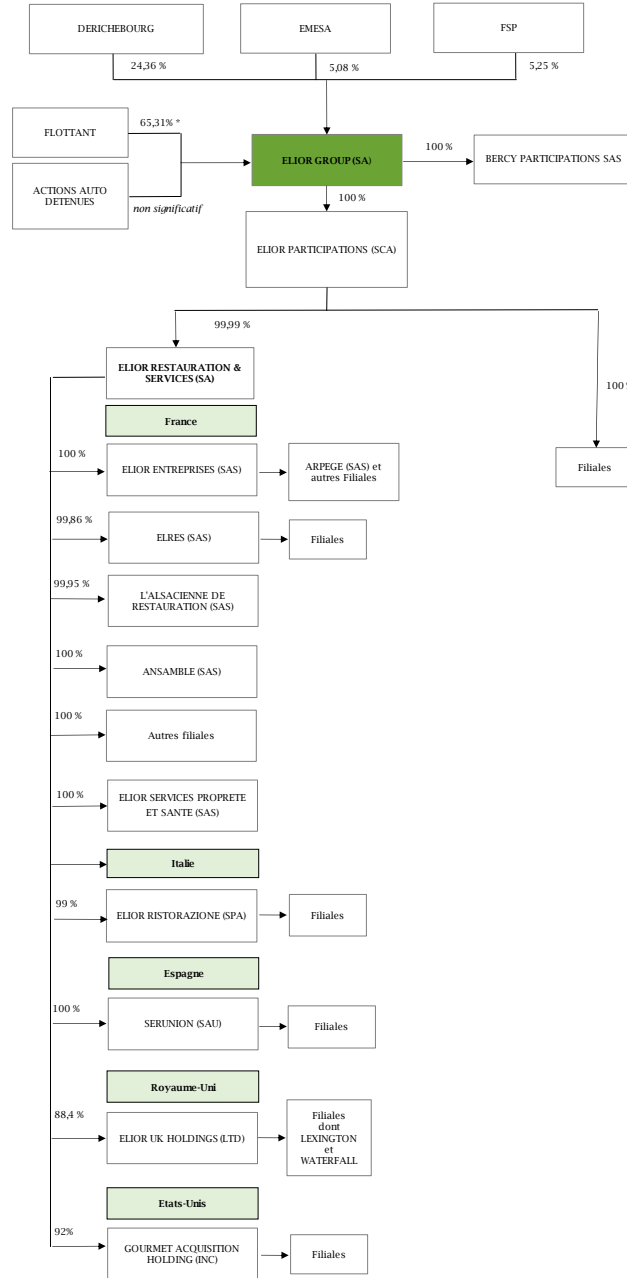 DERICHEBOURG
EMESA
FSP
24,36 %
5,08 %
5,25 %
FLOTTANT
65,31% *
ACTIONS AUTO
DETENUES
non significatif
ELIOR GROUP (SA)
100 %
BERCY PARTICIPATIONS SAS
100 %
ELIOR PARTICIPATIONS (SCA)
99,99 %
ELIOR RESTAURATION &
SERVICES (SA)
100
Filiales
France
100 %
ELIOR ENTREPRISES (SAS)
ARPEGE (SAS) et
autres Filiales
99,86 %
ELRES (SAS)
Filiales
99,95 %
L'ALSACIENNE DE
RESTAURATION (SAS)
100 %
ANSAMBLE (SAS)
100 %
Autres filiales
100 %
ELIOR SERVICES PROPRETE
ET SANTE (SAS)
Italie
99 %
ELIOR RISTORAZIONE (SPA)
Filiales
Espagne
100 %
SERUNION (SAU)
Filiales
Royaume-Uni
88,4 %
ELIOR UK HOLDINGS (LTD)
Filiales
dont
LEXINGTON
et
WATERFALL
Etats-Unis
92%
GOURMET ACQUISITION
HOLDING (INC)
Filiales